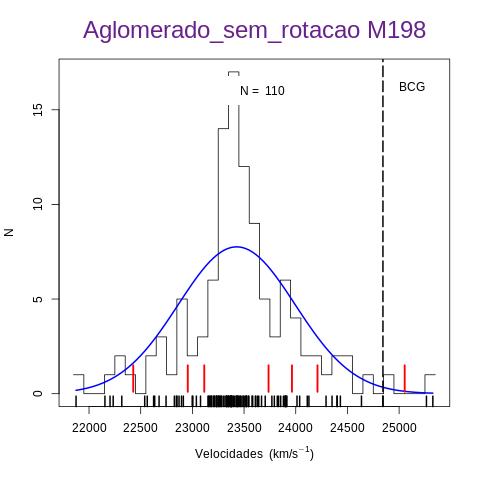 Aglomerado_sem_rotacao M198
N = 110
BCG
15
10
5
0
N
22000 22500 23000 23500 24000 24500 25000
Velocidades (km/s⁻¹)